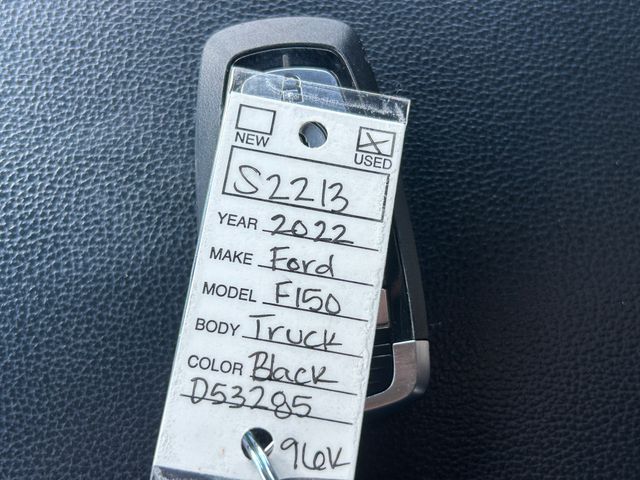 NEW USED
S2213
YEAR 2022
MAKE Ford
MODEL F150
BODY Truck
COLOR Black
D53285
96K